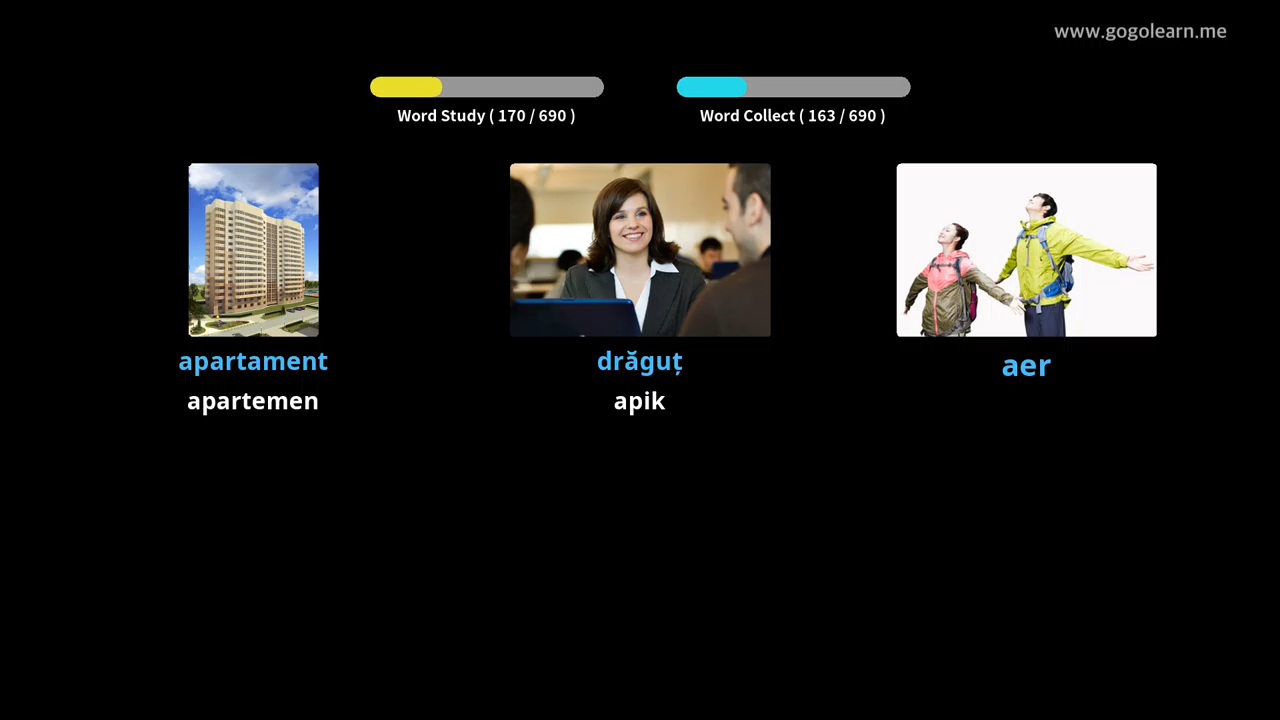 www.gogolearn.me
Word Study ( 170 / 690 )
Word Collect ( 163 / 690 )
apartament
apartemen
drăguț
apik
aer